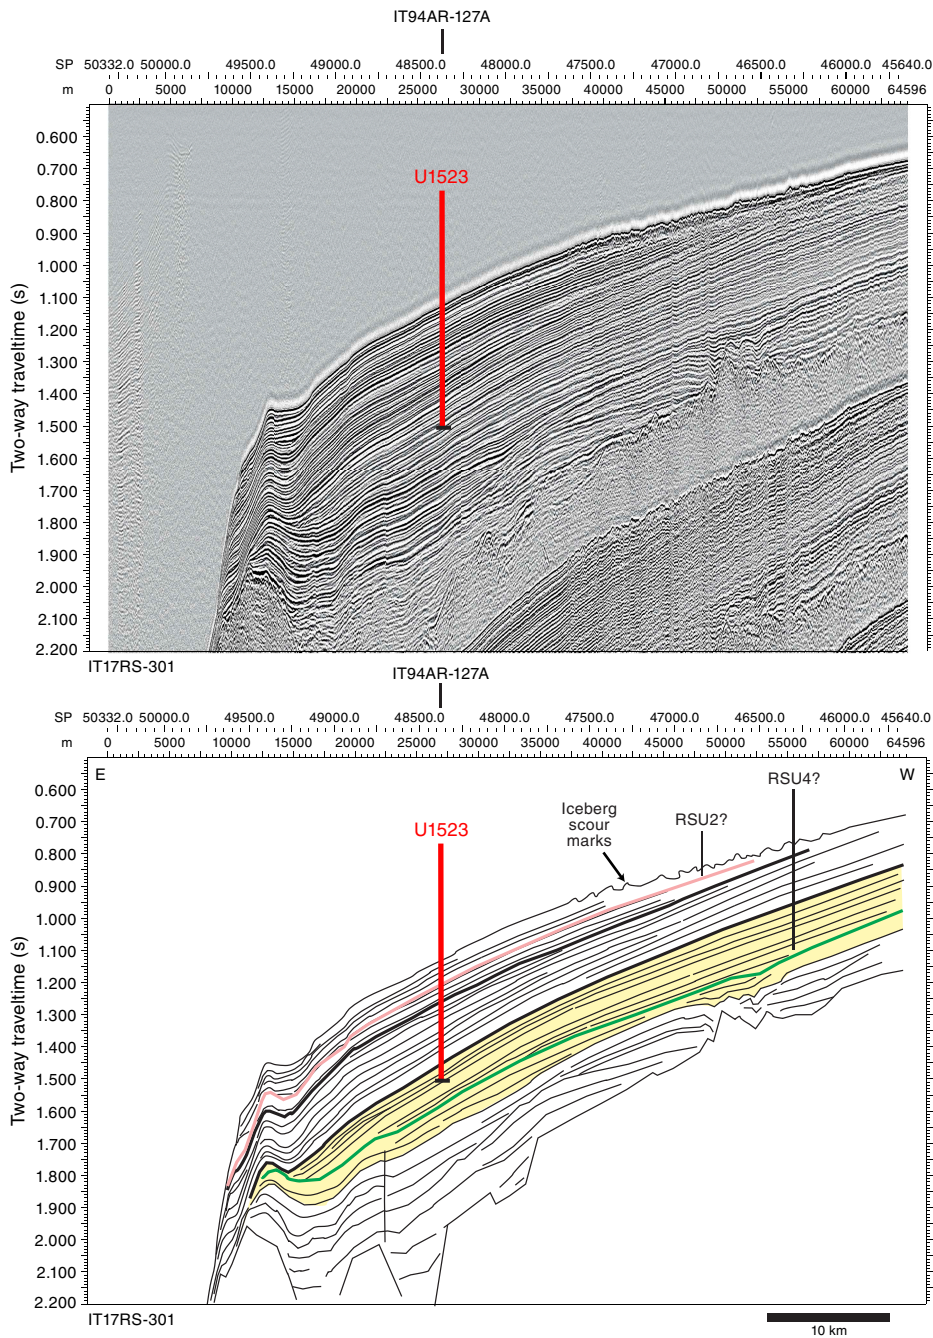 IT94AR-127A
SP 50332.0 50000.0 49500.0 49000.0 48500.0 48000.0 47500.0 47000.0 46500.0 46000.0 45640.0
m 0 5000 10000 15000 20000 25000 30000 35000 40000 45000 50000 55000 60000 64596
U1523
Two-way traveltime (s)
0.600
0.700
0.800
0.900
1.000
1.100
1.200
1.300
1.400
1.500
1.600
1.700
1.800
1.900
2.000
2.100
2.200
IT17RS-301
IT94AR-127A
SP 50332.0 50000.0 49500.0 49000.0 48500.0 48000.0 47500.0 47000.0 46500.0 46000.0 45640.0
m 0 5000 10000 15000 20000 25000 30000 35000 40000 45000 50000 55000 60000 64596
E W
RSU4?
Iceberg
scour
marks
RSU2?
U1523
Two-way traveltime (s)
0.600
0.700
0.800
0.900
1.000
1.100
1.200
1.300
1.400
1.500
1.600
1.700
1.800
1.900
2.000
2.100
2.200
IT17RS-301
10 km